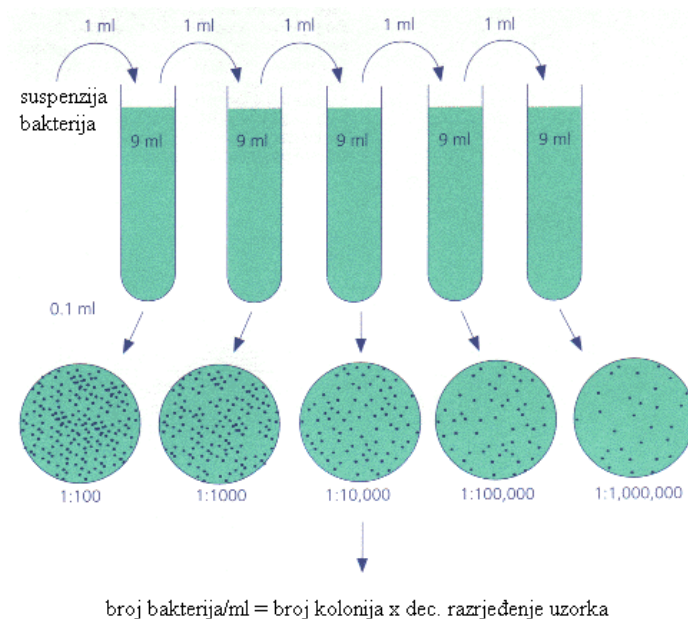 1 ml 1 ml 1 ml 1 ml 1 ml
suspenzija
bakterija
9 ml 9 ml 9 ml 9 ml 9 ml
0.1 ml
1:100 1:1000 1:10,000 1:100,000 1:1,000,000
broj bakterija/ml = broj kolonija x dec. razrjeđenje uzorka